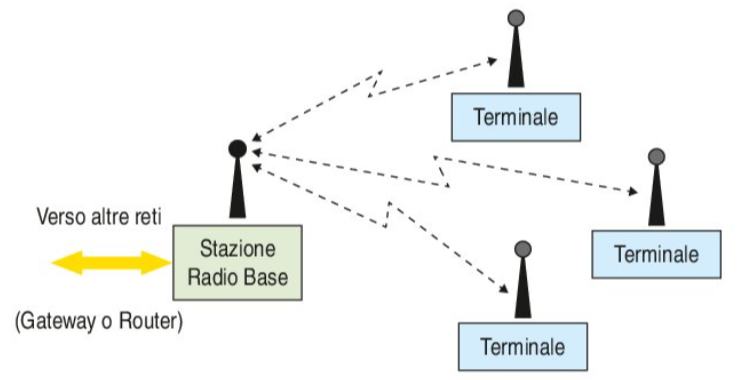 Terminale
Verso altre reti
Stazione
Radio Base
Terminale
(Gateway o Router)
Terminale